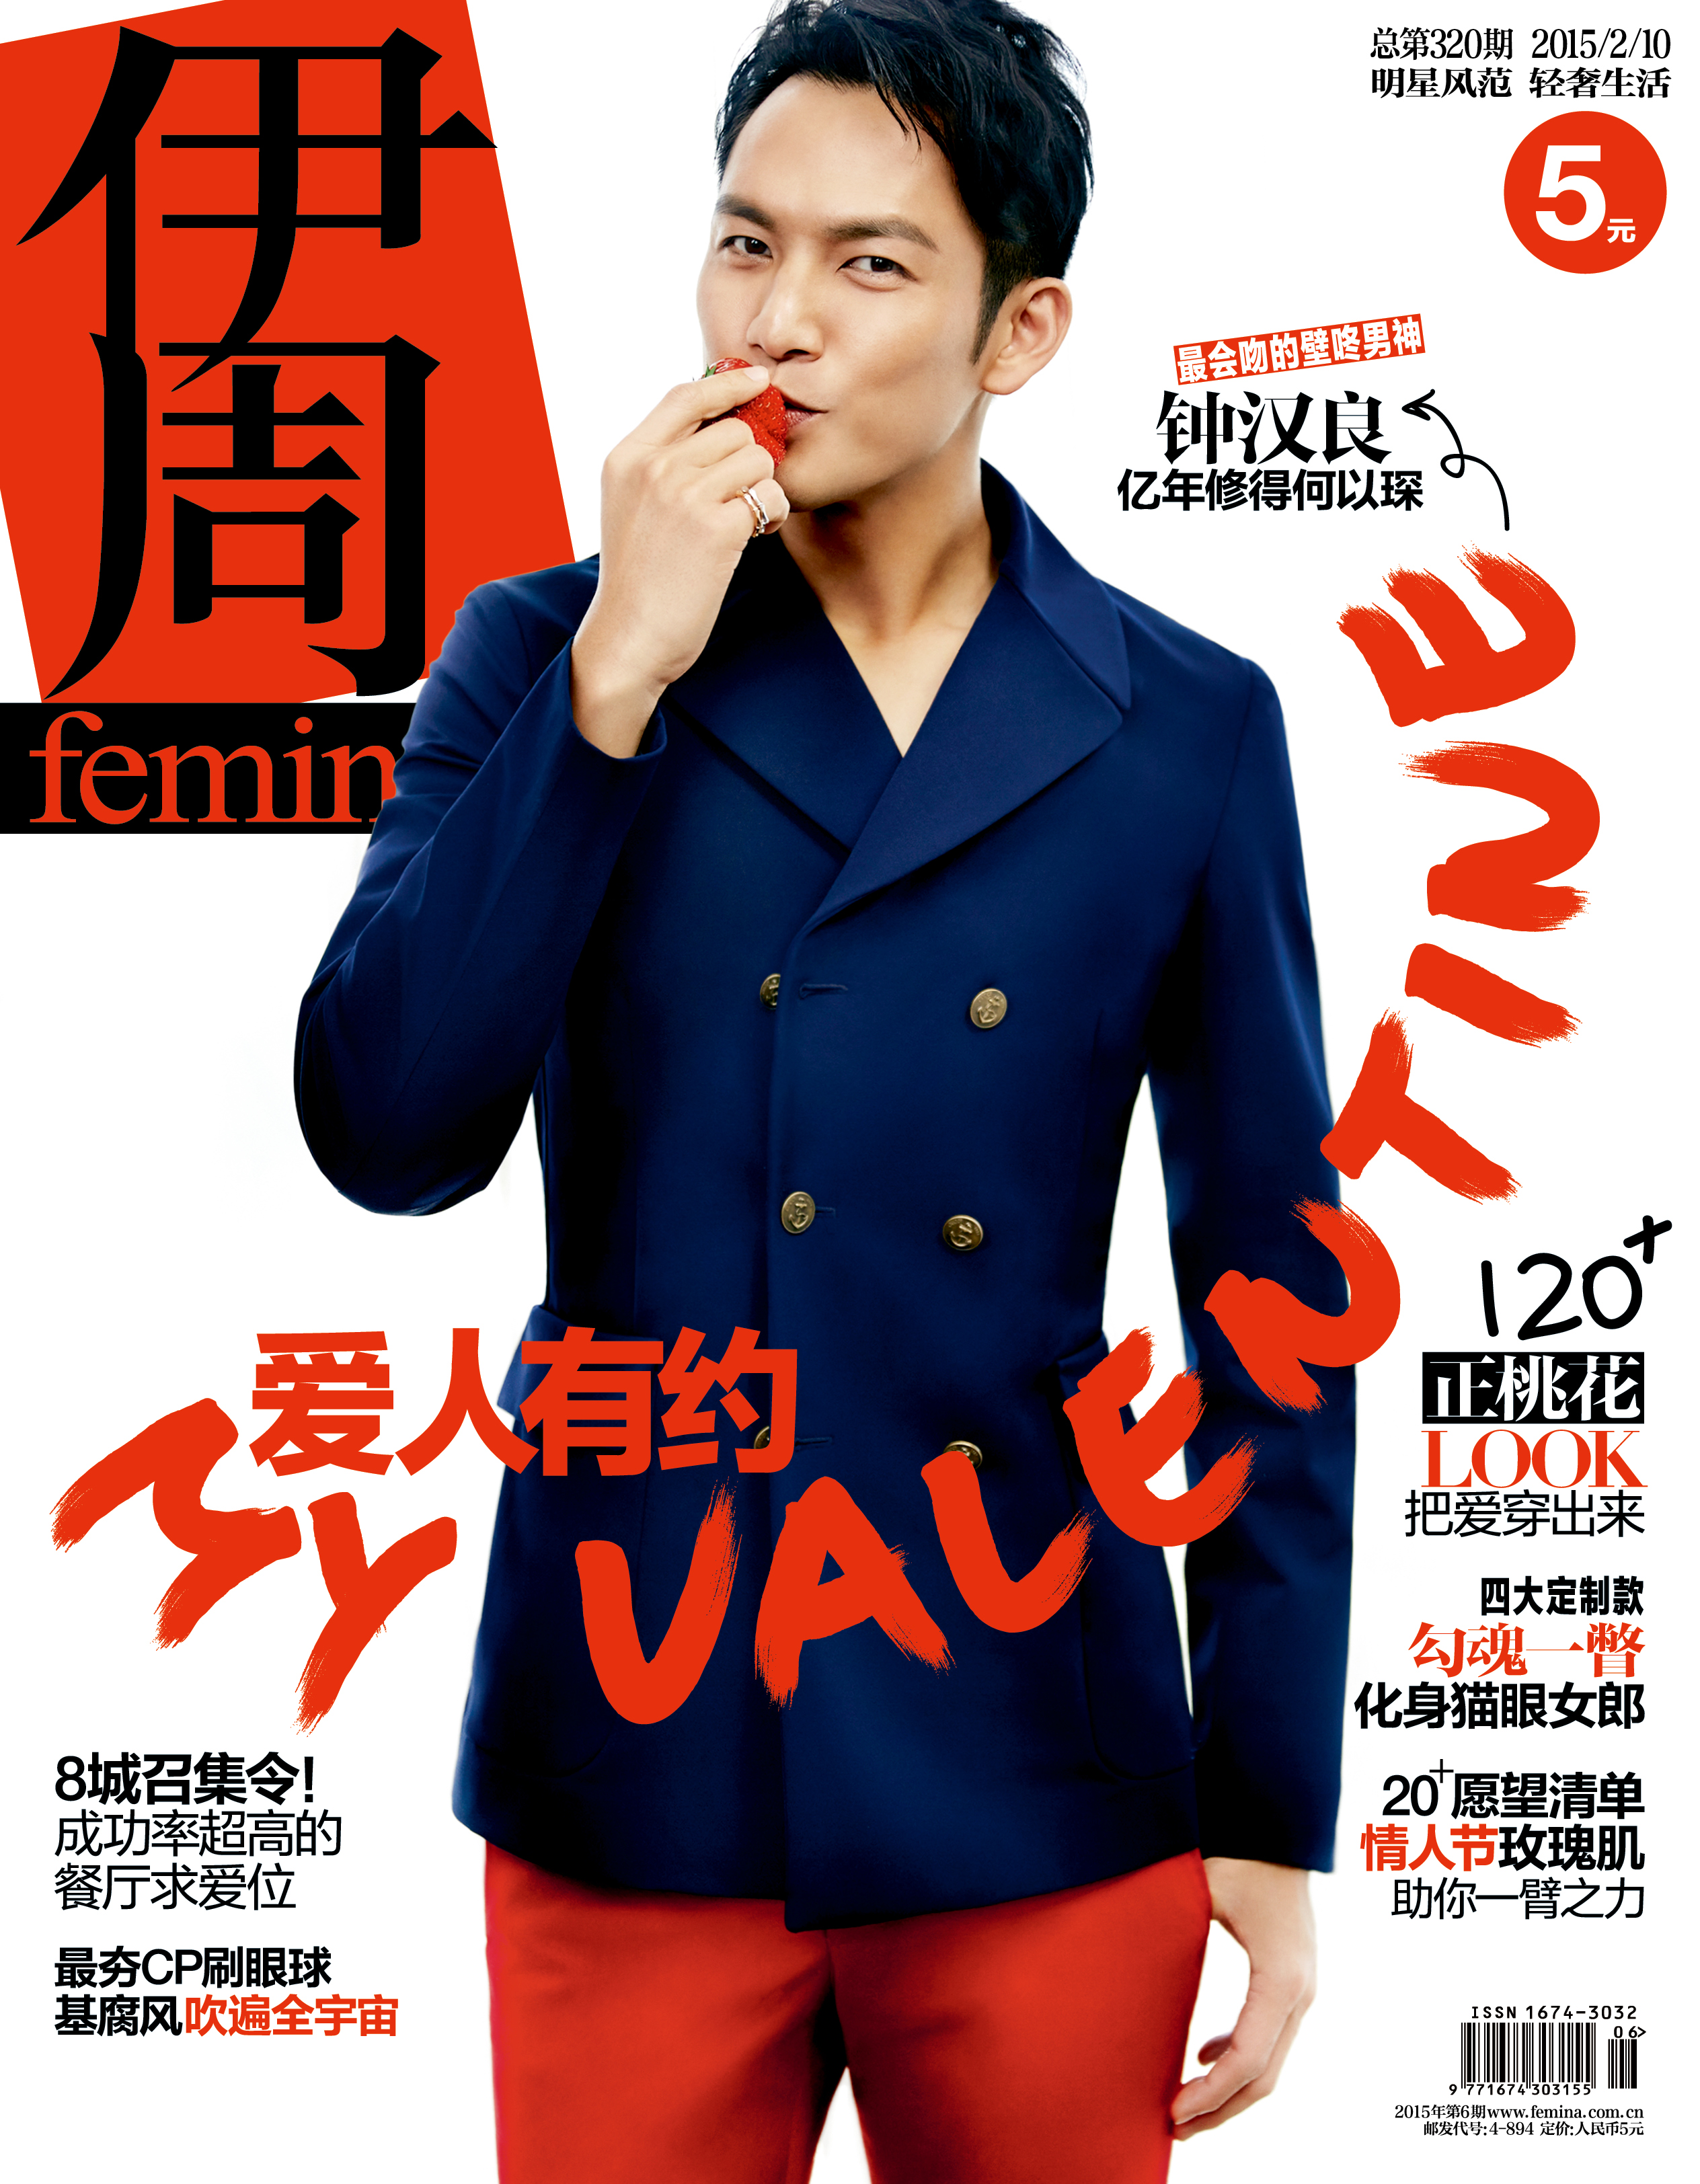 伊周
femin
总第320期 2015/2/10
明星风范 轻奢生活
5元
最会吻的壁咚男神
钟汉良
亿年修得何以琛
爱人有约
MY VALENTINE
120+
正桃花
LOOK
把爱穿出来
四大定制款
勾魂一瞥
化身猫眼女郎
20+愿望清单
情人节玫瑰肌
助你一臂之力
8城召集令!
成功率超高的
餐厅求爱位
最夯CP刷眼球
基腐风吹遍全宇宙
ISSN 1674-3032
06>
9 771674 303155
2015年第6期www.femina.com.cn
邮发代号:4-894 定价:人民币5元